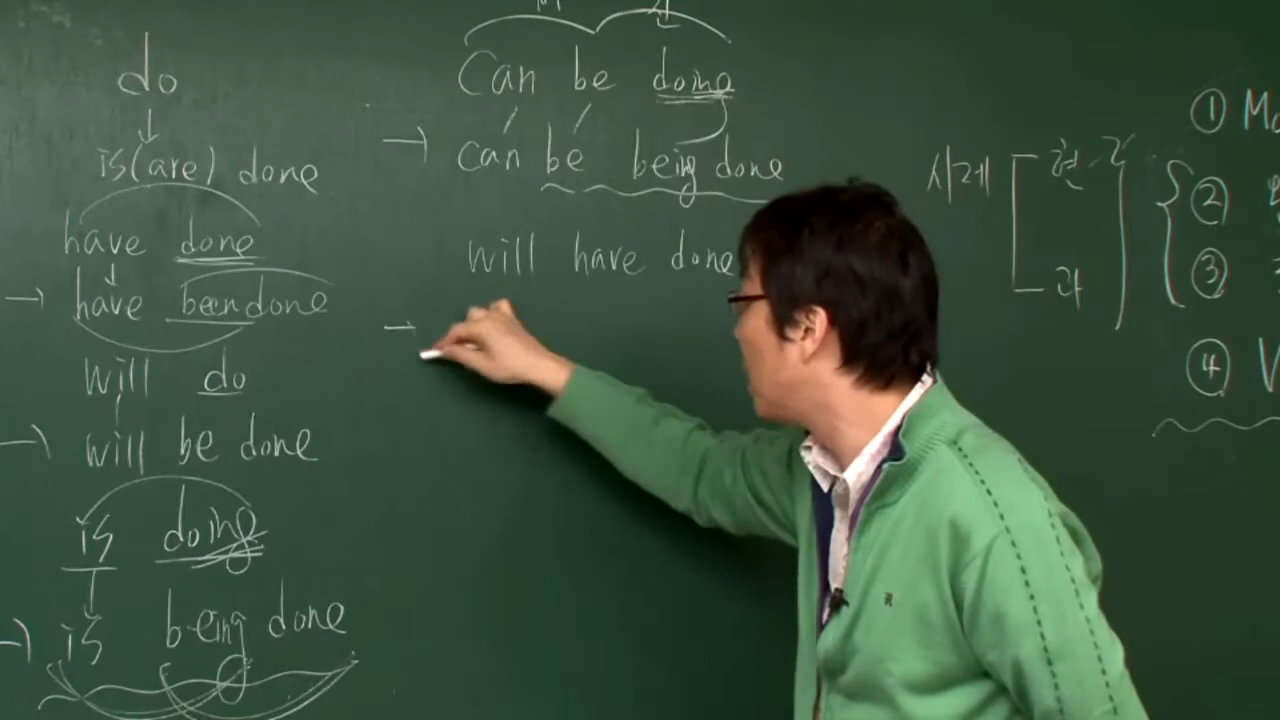 do
is(are) done
have done
→ have been done
will do
→ will be done
is doing
→ is being done
Can be doing
→ can be being done
will have done
→
시제
현
과
①
②
③
④